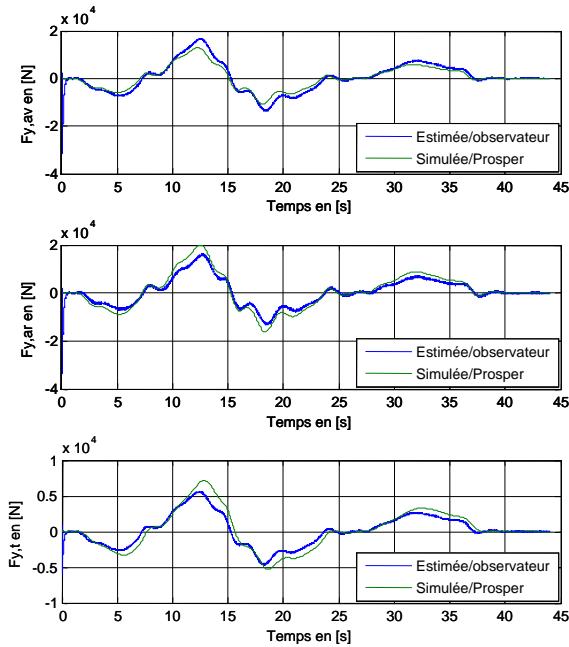 x 10^4
2
0
-2
-4
Fy,av en [N]
Estimée/observateur
Simulée/Prosper
0 5 10 15 20 25 30 35 40 45
Temps en [s]
x 10^4
2
0
-2
-4
Fy,ar en [N]
Estimée/observateur
Simulée/Prosper
0 5 10 15 20 25 30 35 40 45
Temps en [s]
x 10^4
1
0.5
0
-0.5
-1
Fy,t en [N]
Estimée/observateur
Simulée/Prosper
0 5 10 15 20 25 30 35 40 45
Temps en [s]